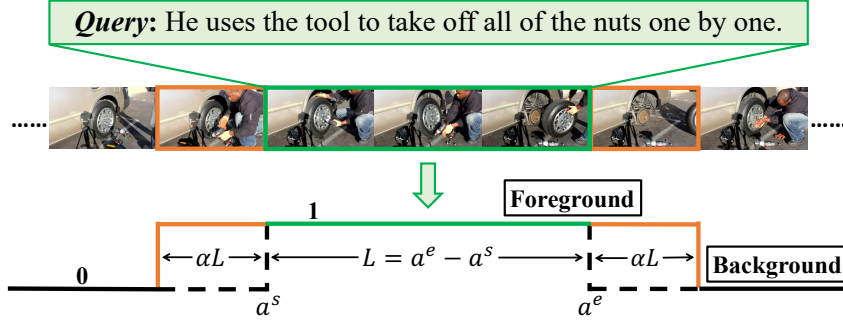 Query: He uses the tool to take off all of the nuts one by one.
...... ......
1 Foreground
αL L = a^e − a^s αL
0 Background
a^s a^e